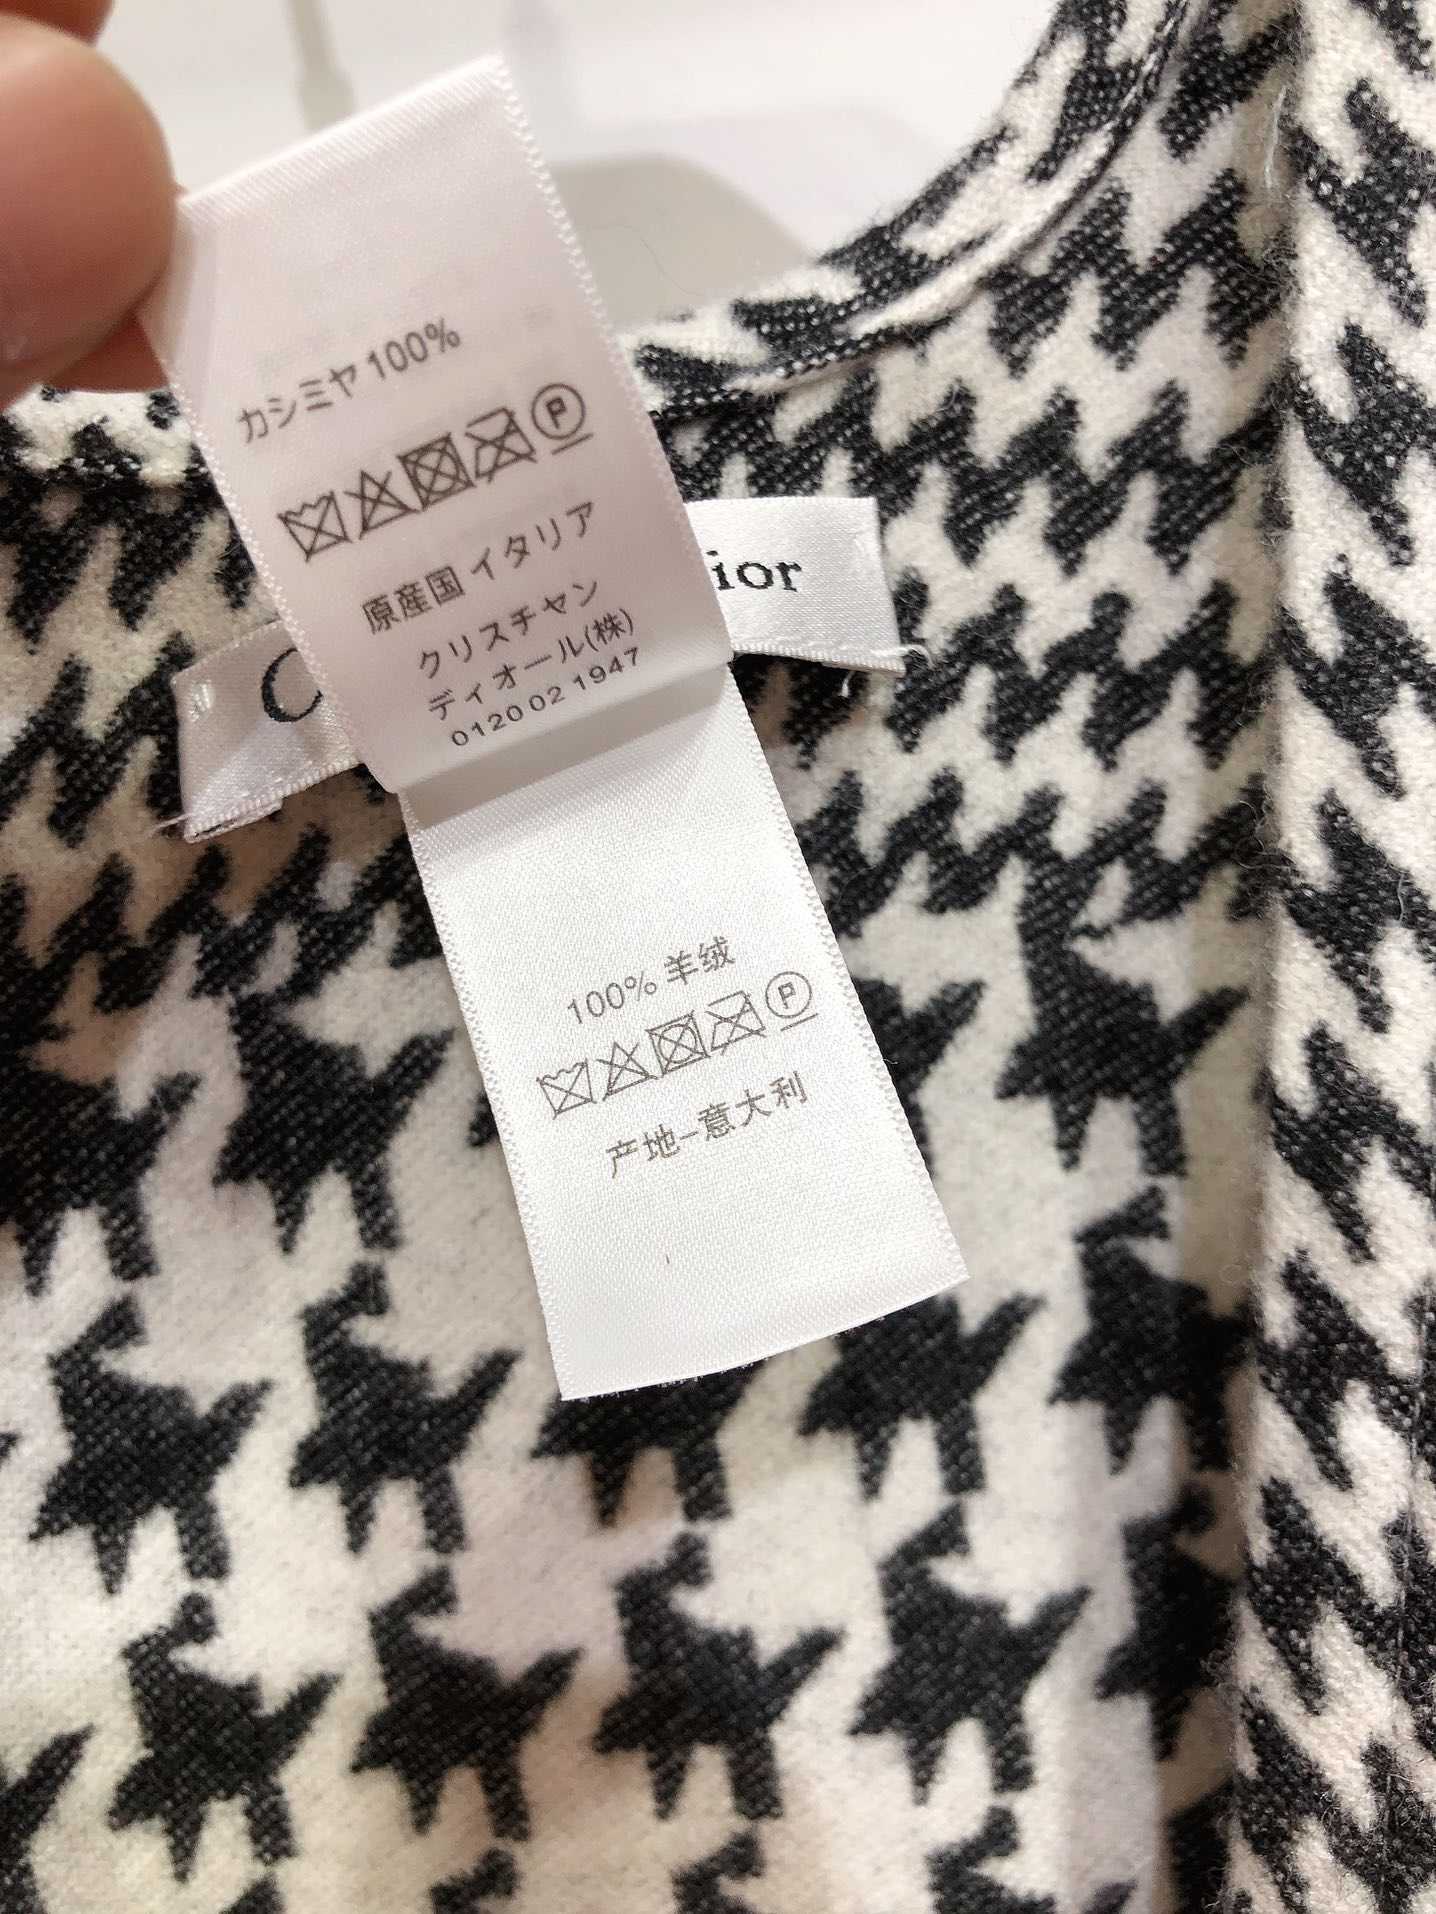 カシミヤ 100%
P
原産国 イタリア
クリスチャン
ディオール(株)
0120 02 1947
C
ior
100% 羊绒
P
产地-意大利